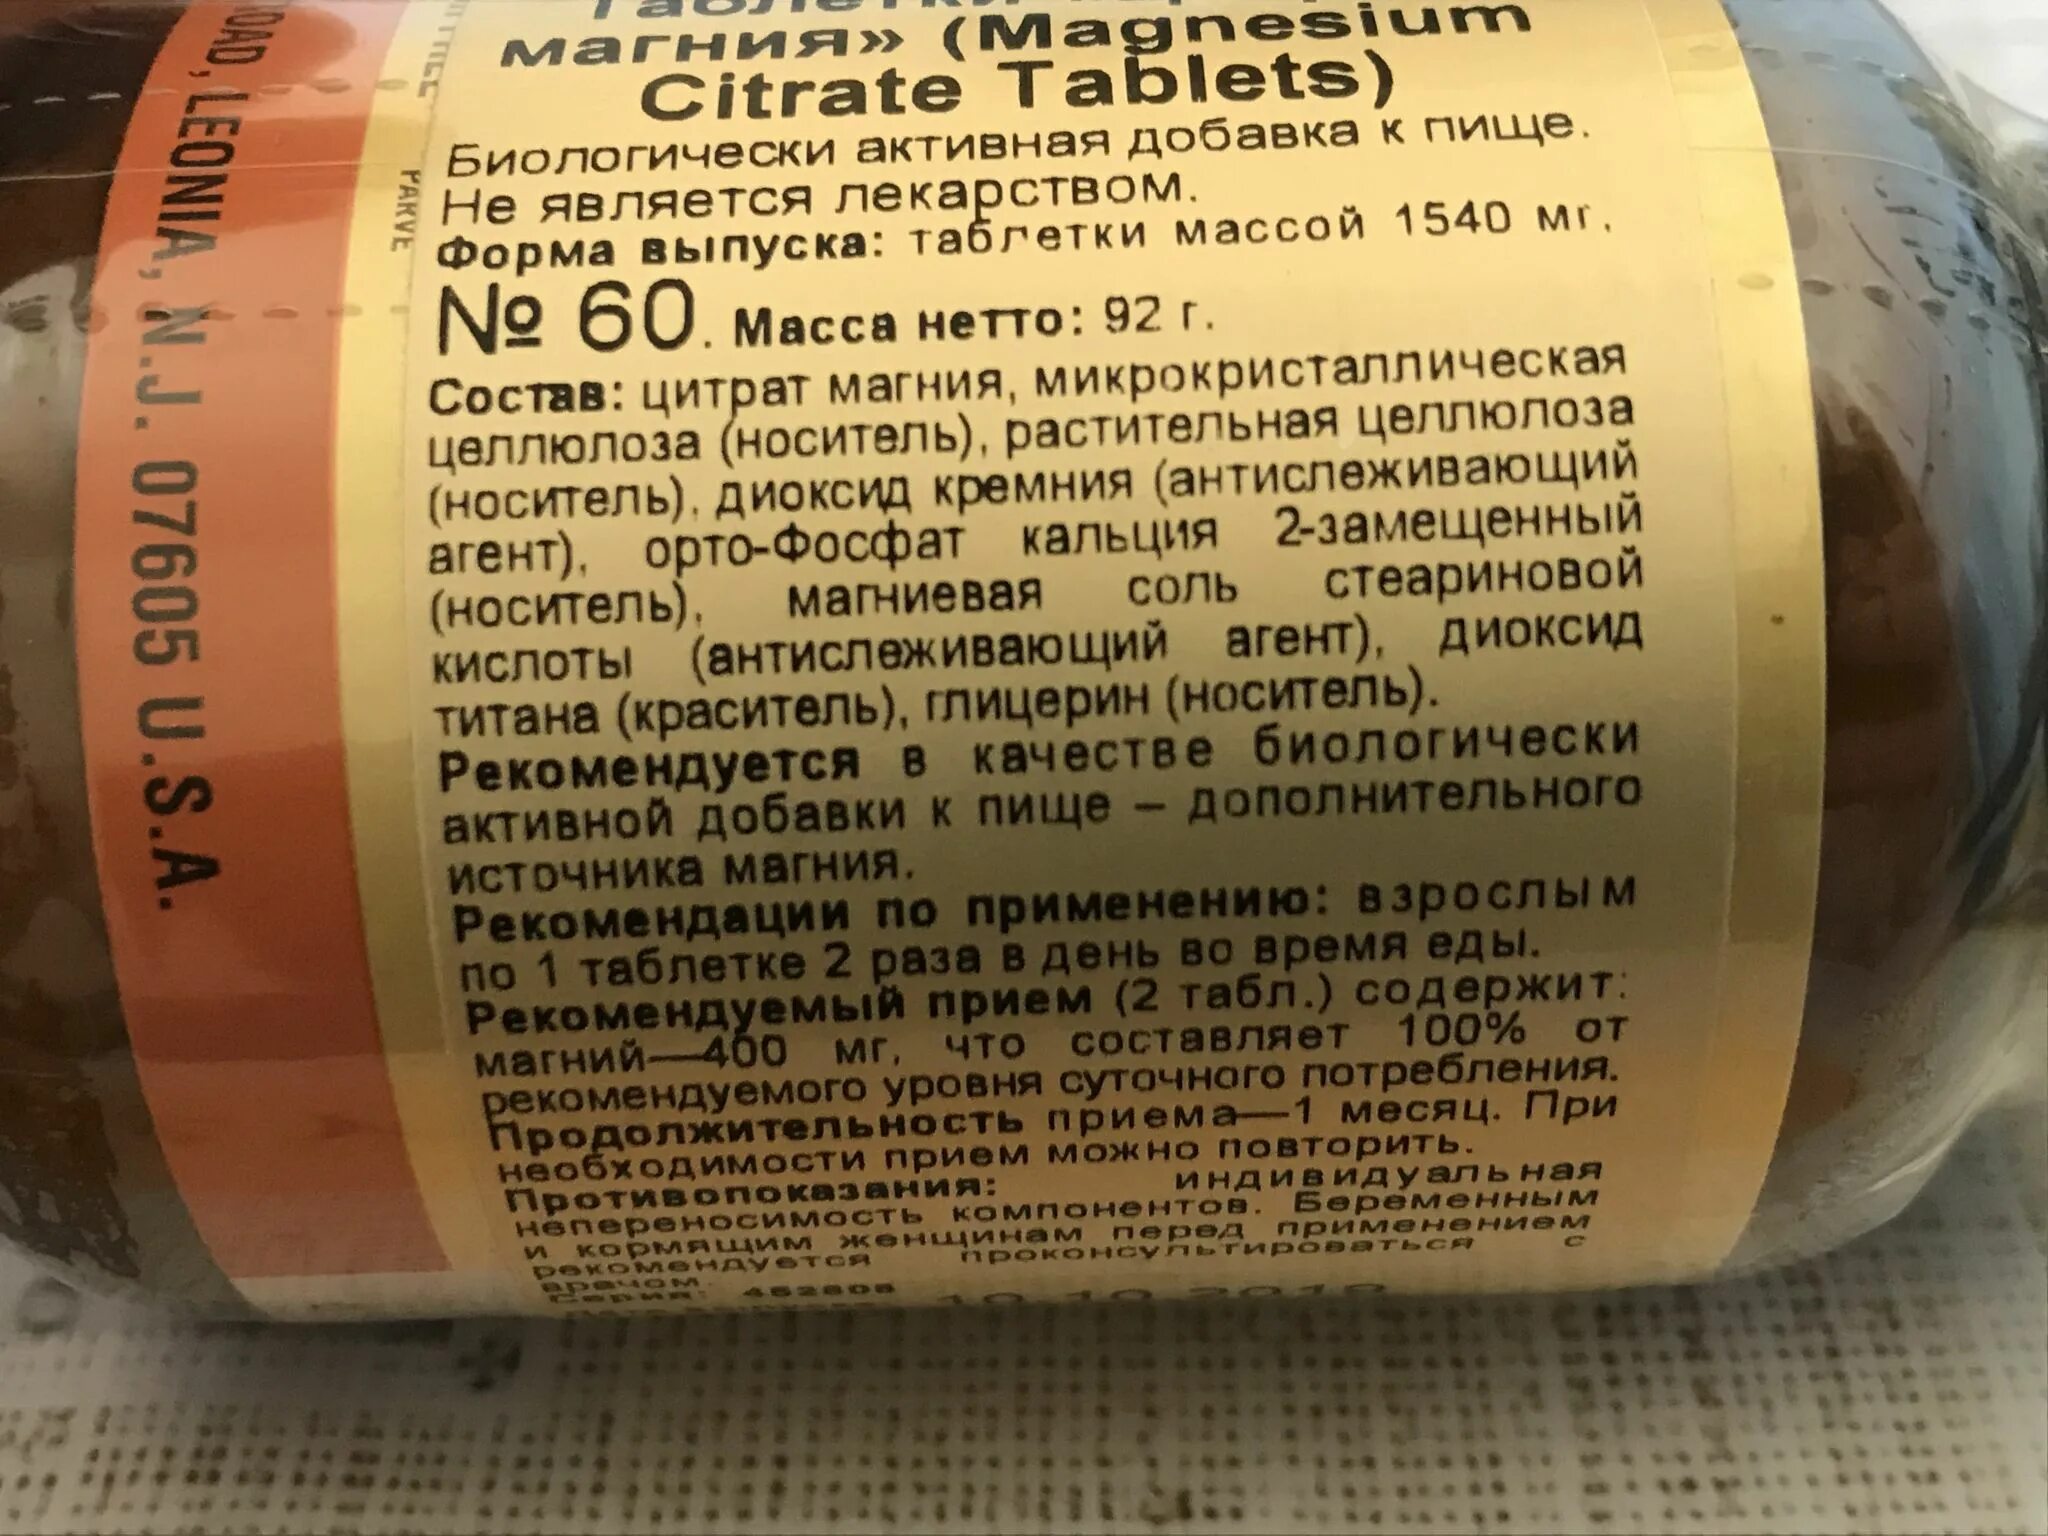 магния» (Magnesium
Citrate Tablets)
Биологически активная добавка к пище.
Не является лекарством.
Форма выпуска: таблетки массой 1540 мг.
№ 60. Масса нетто: 92 г.
Состав: цитрат магния, микрокристаллическая
целлюлоза (носитель), растительная целлюлоза
(носитель), диоксид кремния (антислеживающий
агент), орто-Фосфат кальция 2-замещенный
(носитель), магниевая соль стеариновой
кислоты (антислеживающий агент), диоксид
титана (краситель), глицерин (носитель).
Рекомендуется в качестве биологически
активной добавки к пище – дополнительного
источника магния.
Рекомендации по применению: взрослым
по 1 таблетке 2 раза в день во время еды.
Рекомендуемый прием (2 табл.) содержит:
магний—400 мг, что составляет 100% от
рекомендуемого уровня суточного потребления.
Продолжительность приема—1 месяц. При
необходимости прием можно повторить.
Противопоказания: индивидуальная
непереносимость компонентов. Беременным
и кормящим женщинам перед применением
рекомендуется проконсультироваться с
врачом.
Серия: 462808
LEONIA, N.J. 07605 U.S.A.